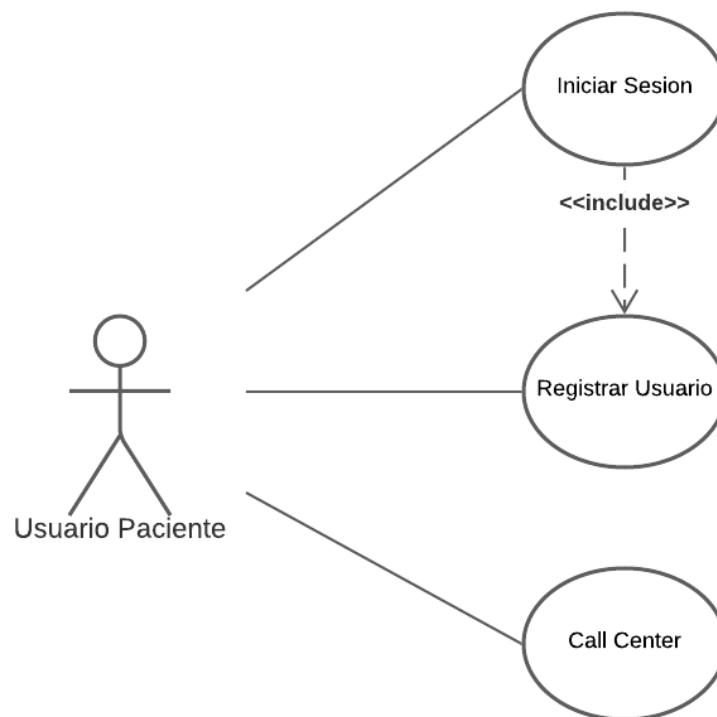 Iniciar Sesion
<<include>>
Registrar Usuario
Usuario Paciente
Call Center